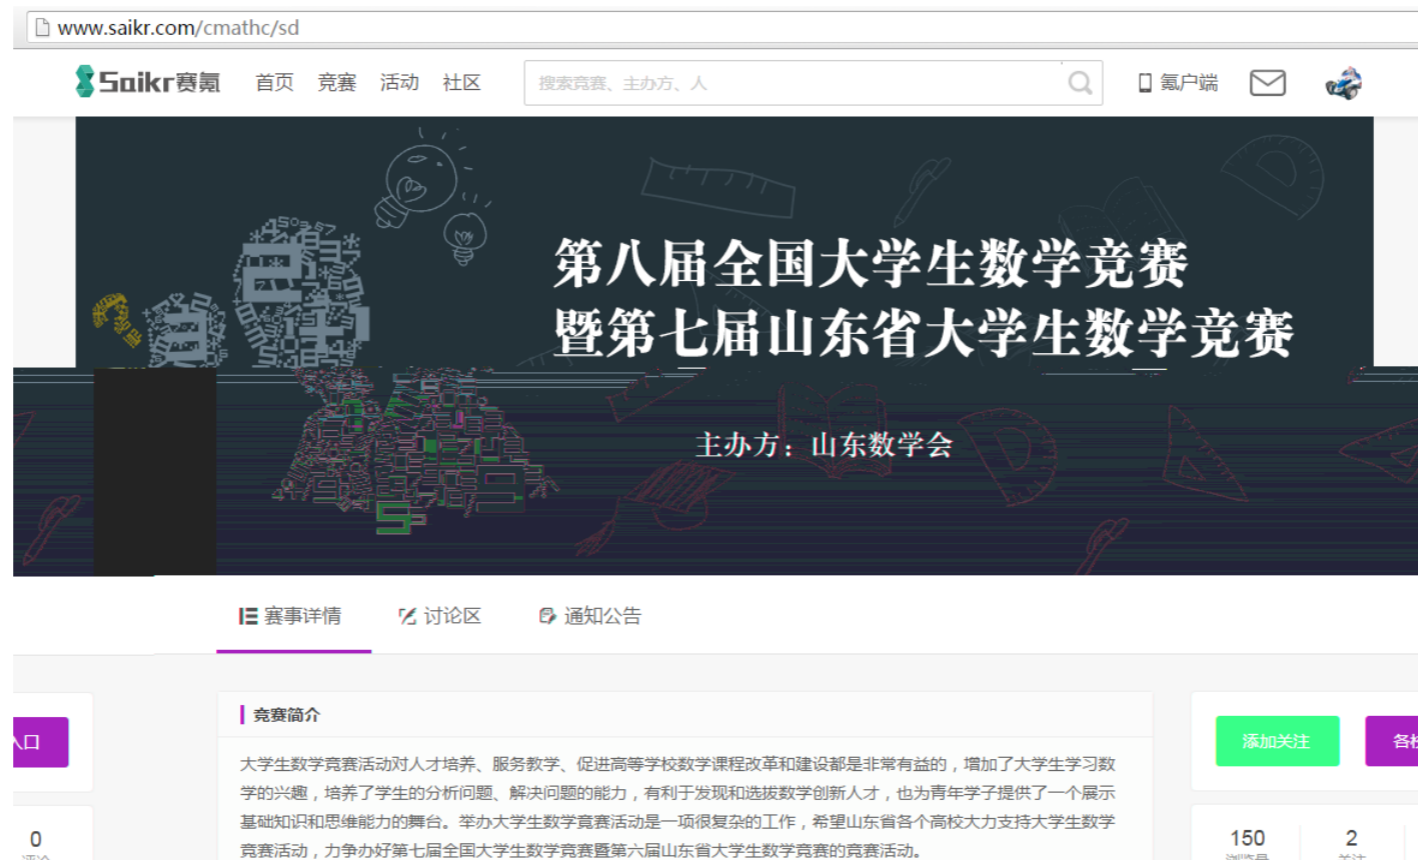 www.saikr.com/cmathc/sd
Saikr赛氪 首页 竞赛 活动 社区 搜索竞赛、主办方、人 氪户端
第八届全国大学生数学竞赛
暨第七届山东省大学生数学竞赛
主办方：山东数学会
赛事详情 讨论区 通知公告
竞赛简介
入口
添加关注
大学生数学竞赛活动对人才培养、服务教学、促进高等学校数学课程改革和建设都是非常有益的，增加了大学生学习数
学的兴趣，培养了学生的分析问题、解决问题的能力，有利于发现和选拔数学创新人才，也为青年学子提供了一个展示
基础知识和思维能力的舞台。举办大学生数学竟赛活动是一项很复杂的工作，希望山东省各个高校大力支持大学生数学
竞赛活动，力争办好第七届全国大学生数学竞赛暨第六届山东省大学生数学竞赛的竞赛活动。
0
150 2